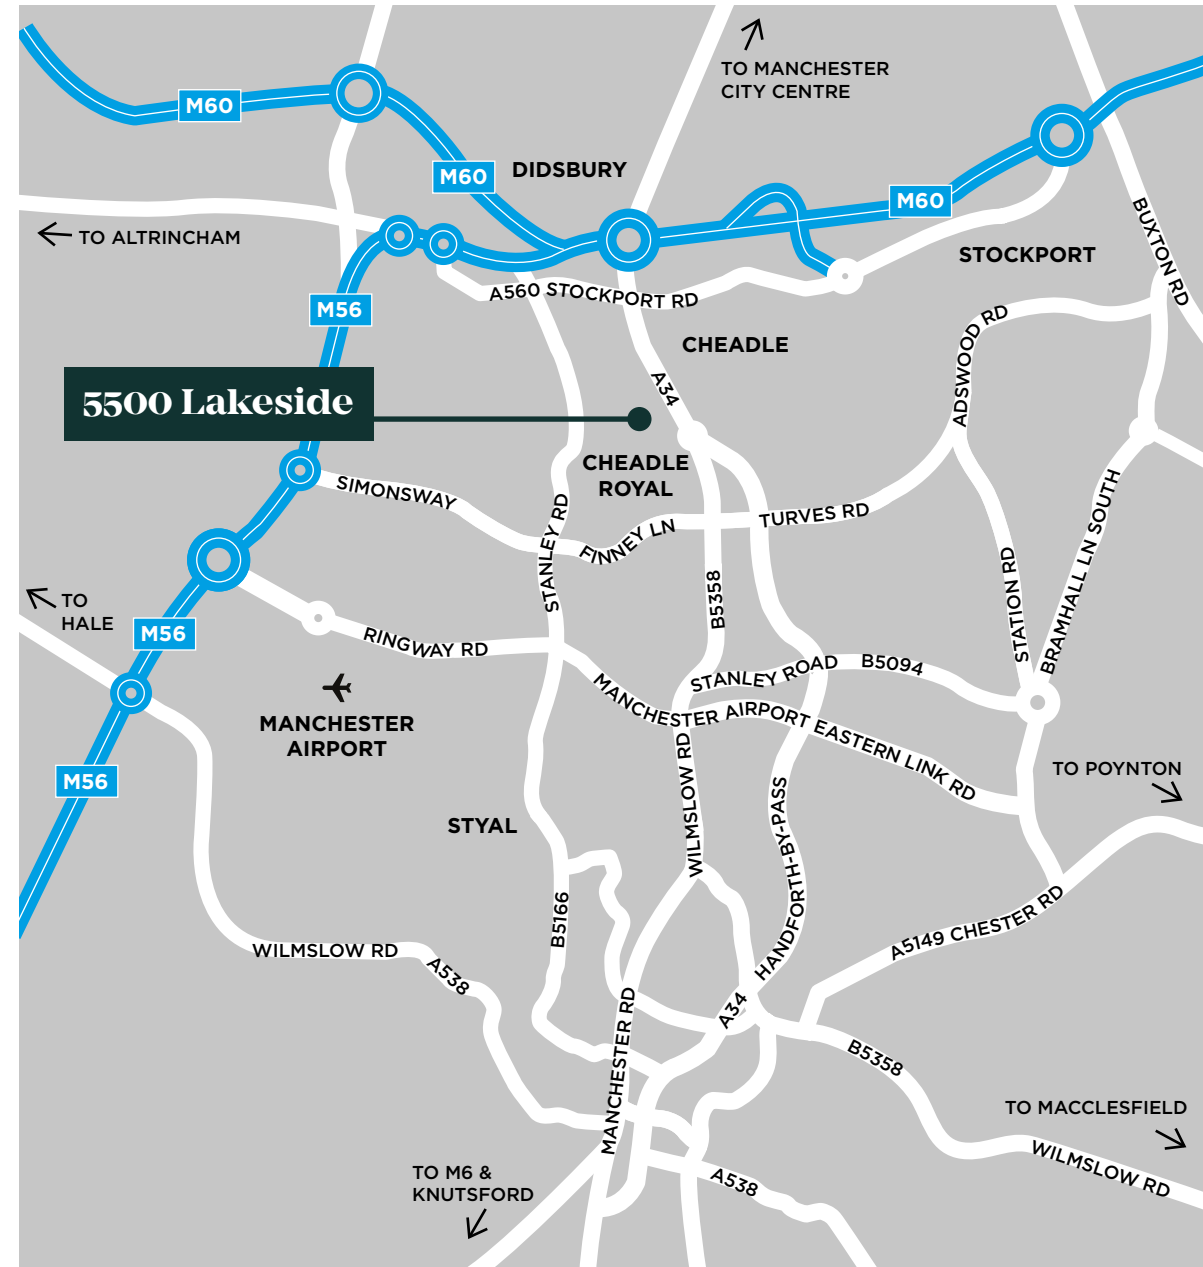 TO MANCHESTER
CITY CENTRE
M60
M60
DIDSBURY
M60
BUXTON RD
TO ALTRINCHAM
STOCKPORT
A560 STOCKPORT RD
M56
ADSWOOD RD
CHEADLE
A34
5500 Lakeside
CHEADLE
ROYAL
SIMONSWAY
STANLEY RD
FINNEY LN
TURVES RD
BRAMHALL LN SOUTH
STATION RD
B5358
TO
HALE
M56
RINGWAY RD
STANLEY ROAD
B5094
MANCHESTER AIRPORT EASTERN LINK RD
MANCHESTER
AIRPORT
WILMSLOW RD
M56
TO POYNTON
HANDFORTH-BY-PASS
STYAL
B5166
A5149 CHESTER RD
WILMSLOW RD
A538
A34
MANCHESTER RD
B5358
TO MACCLESFIELD
WILMSLOW RD
TO M6 &
KNUTSFORD
A538